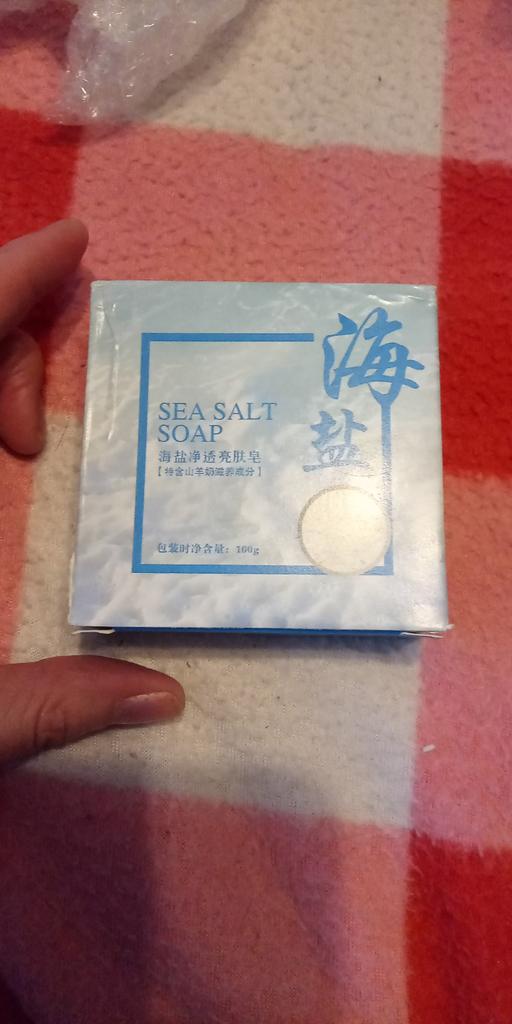 海
盐
SEA SALT
SOAP
海盐净透亮肤皂
【特含山羊奶滋养成分】
包装时净含量：100g